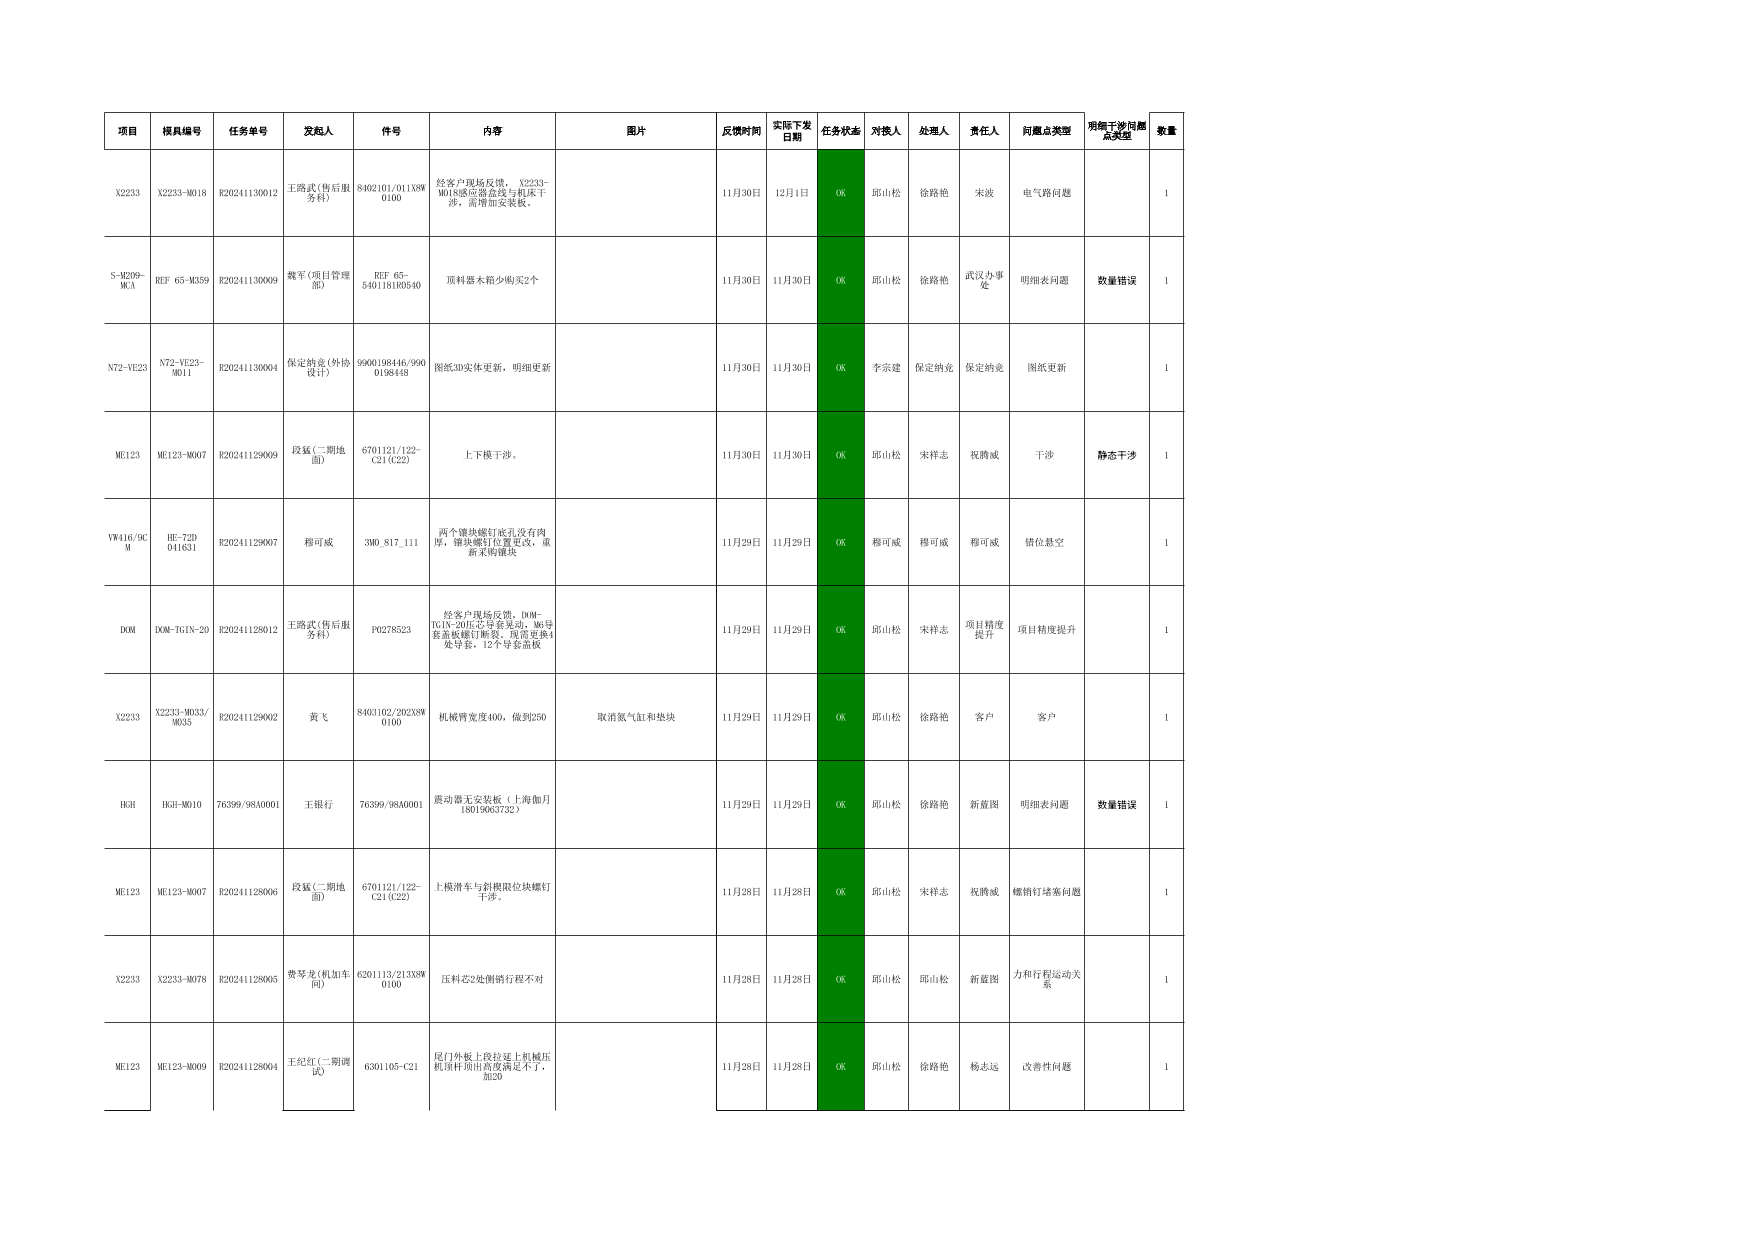 项目 模具编号 任务单号 发起人 件号 内容 图片 反馈时间 实际下发日期 任务状态 对接人 处理人 责任人 问题点类型 明细干涉问题点类型 数量
X2233 X2233-M018 R20241130012 王路武(售后服务科) 8402101/011X8W0100 经客户现场反馈， X2233-M018感应器盒线与机床干涉，需增加安装板。 11月30日 12月1日 OK 邱山松 徐路艳 宋波 电气路问题 1
S-M209-MCA REF 65-M359 R20241130009 魏军(项目管理部) REF 65-5401181R0540 顶料器木箱少购买2个 11月30日 11月30日 OK 邱山松 徐路艳 武汉办事处 明细表问题 数量错误 1
N72-VE23 N72-VE23-M011 R20241130004 保定纳竞(外协设计) 9900198446/9900198448 图纸3D实体更新，明细更新 11月30日 11月30日 OK 李宗建 保定纳竞 保定纳竞 图纸更新 1
ME123 ME123-M007 R20241129009 段猛(二期地面) 6701121/122-C21(C22) 上下模干涉。 11月30日 11月30日 OK 邱山松 宋祥志 祝腾威 干涉 静态干涉 1
VW416/9CM HE-72D 041631 R20241129007 穆可威 3M0_817_111 两个镶块螺钉底孔没有肉厚，镶块螺钉位置更改，重新采购镶块 11月29日 11月29日 OK 穆可威 穆可威 穆可威 错位悬空 1
DOM DOM-TGIN-20 R20241128012 王路武(售后服务科) P0278523 经客户现场反馈，DOM-TGIN-20压芯导套晃动，M6导套盖板螺钉断裂。现需更换4处导套，12个导套盖板 11月29日 11月29日 OK 邱山松 宋祥志 项目精度提升 项目精度提升 1
X2233 X2233-M033/M035 R20241129002 黄飞 8403102/202X8W0100 机械臂宽度400，做到250 取消氮气缸和垫块 11月29日 11月29日 OK 邱山松 徐路艳 客户 客户 1
HGH HGH-M010 76399/98A0001 王银行 76399/98A0001 震动器无安装板（上海伽月18019063732） 11月29日 11月29日 OK 邱山松 徐路艳 新蓝图 明细表问题 数量错误 1
ME123 ME123-M007 R20241128006 段猛(二期地面) 6701121/122-C21(C22) 上模滑车与斜楔限位块螺钉干涉。 11月28日 11月28日 OK 邱山松 宋祥志 祝腾威 螺销钉堵塞问题 1
X2233 X2233-M078 R20241128005 费琴龙(机加车间) 6201113/213X8W0100 压料芯2处侧销行程不对 11月28日 11月28日 OK 邱山松 邱山松 新蓝图 力和行程运动关系 1
ME123 ME123-M009 R20241128004 王纪红(二期调试) 6301105-C21 尾门外板上段拉延上机械压机顶杆顶出高度满足不了，加20 11月28日 11月28日 OK 邱山松 徐路艳 杨志远 改善性问题 1